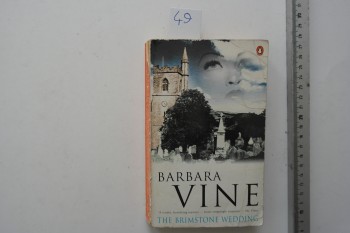 49
BARBARA
VINE
THE BRIMSTONE WEDDING